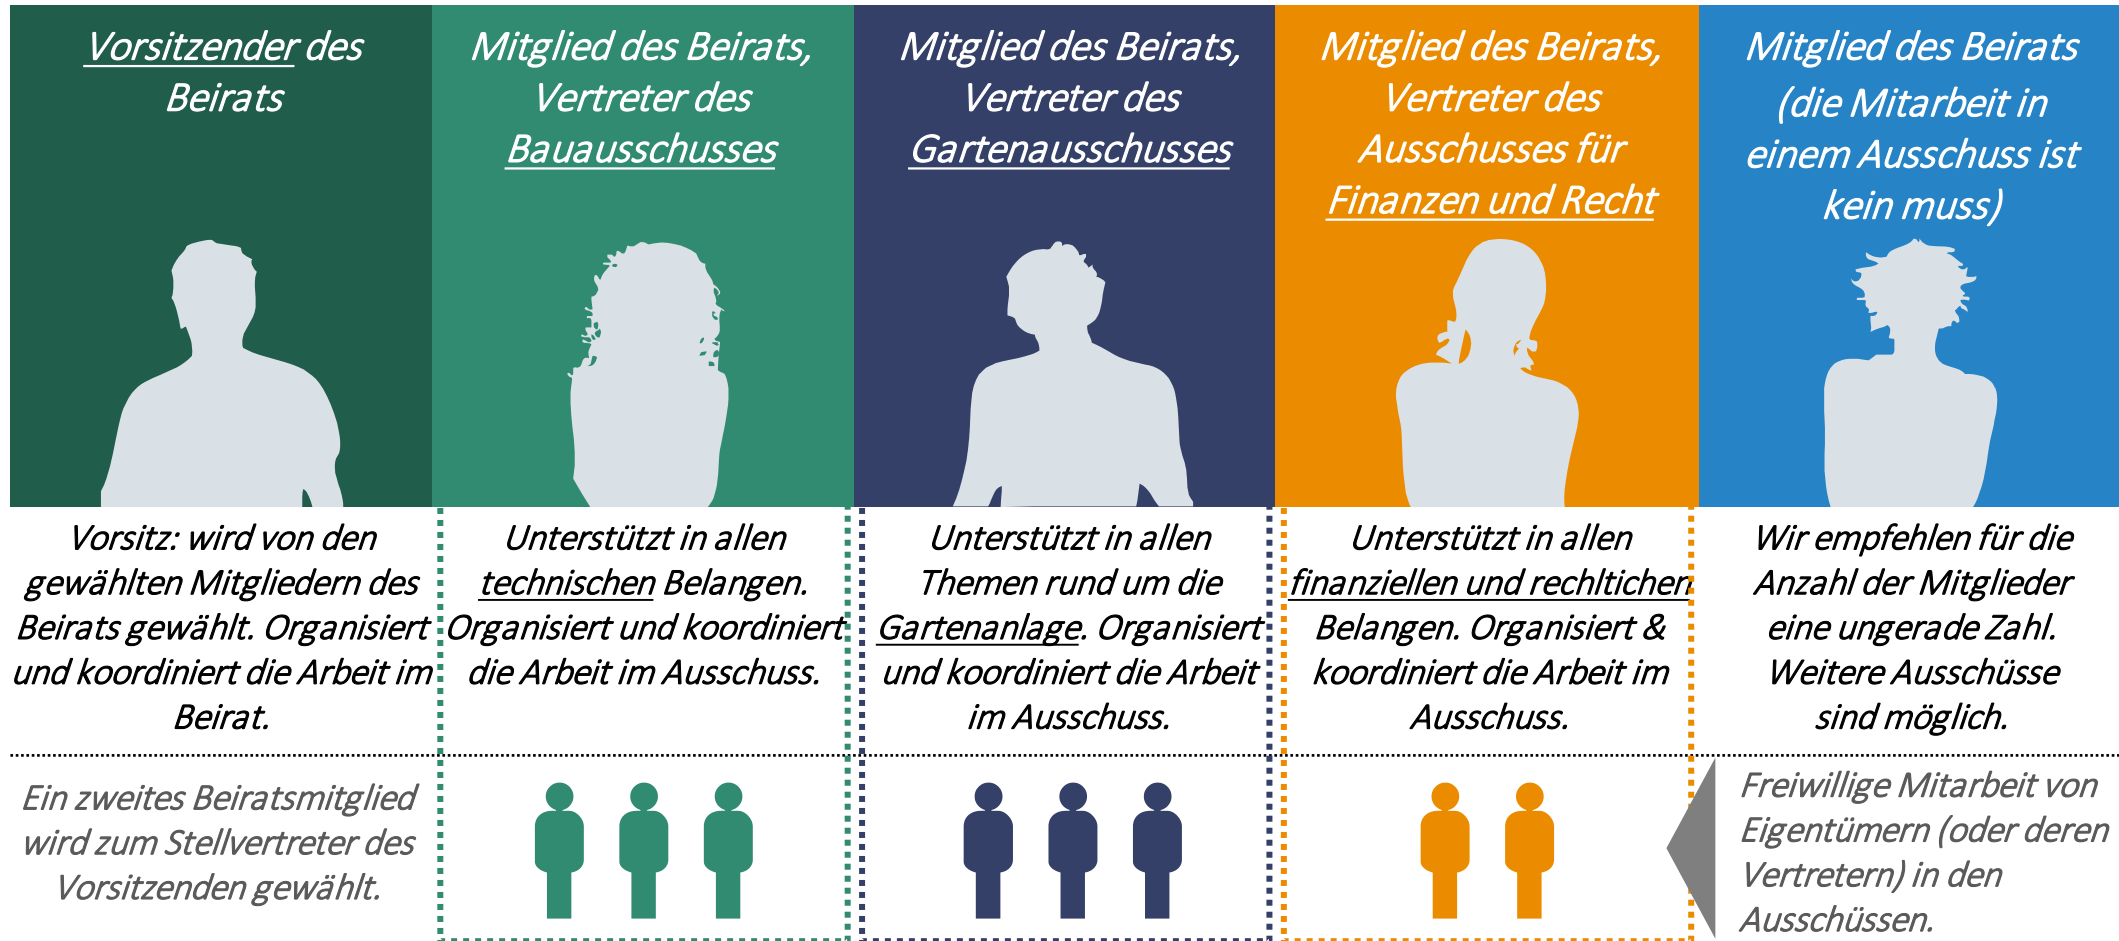 Vorsitzender des
Beirats
Mitglied des Beirats,
Vertreter des
Bauausschusses
Mitglied des Beirats,
Vertreter des
Gartenausschusses
Mitglied des Beirats,
Vertreter des
Ausschusses für
Finanzen und Recht
Mitglied des Beirats
(die Mitarbeit in
einem Ausschuss ist
kein muss)
Vorsitz: wird von den
gewählten Mitgliedern des
Beirats gewählt. Organisiert
und koordiniert die Arbeit im
Beirat.
Unterstützt in allen
technischen Belangen.
Organisiert und koordiniert
die Arbeit im Ausschuss.
Unterstützt in allen
Themen rund um die
Gartenanlage. Organisiert
und koordiniert die Arbeit
im Ausschuss.
Unterstützt in allen
finanziellen und rechltichen
Belangen. Organisiert &
koordiniert die Arbeit im
Ausschuss.
Wir empfehlen für die
Anzahl der Mitglieder
eine ungerade Zahl.
Weitere Ausschüsse
sind möglich.
Ein zweites Beiratsmitglied
wird zum Stellvertreter des
Vorsitzenden gewählt.
Freiwillige Mitarbeit von
Eigentümern (oder deren
Vertretern) in den
Ausschüssen.